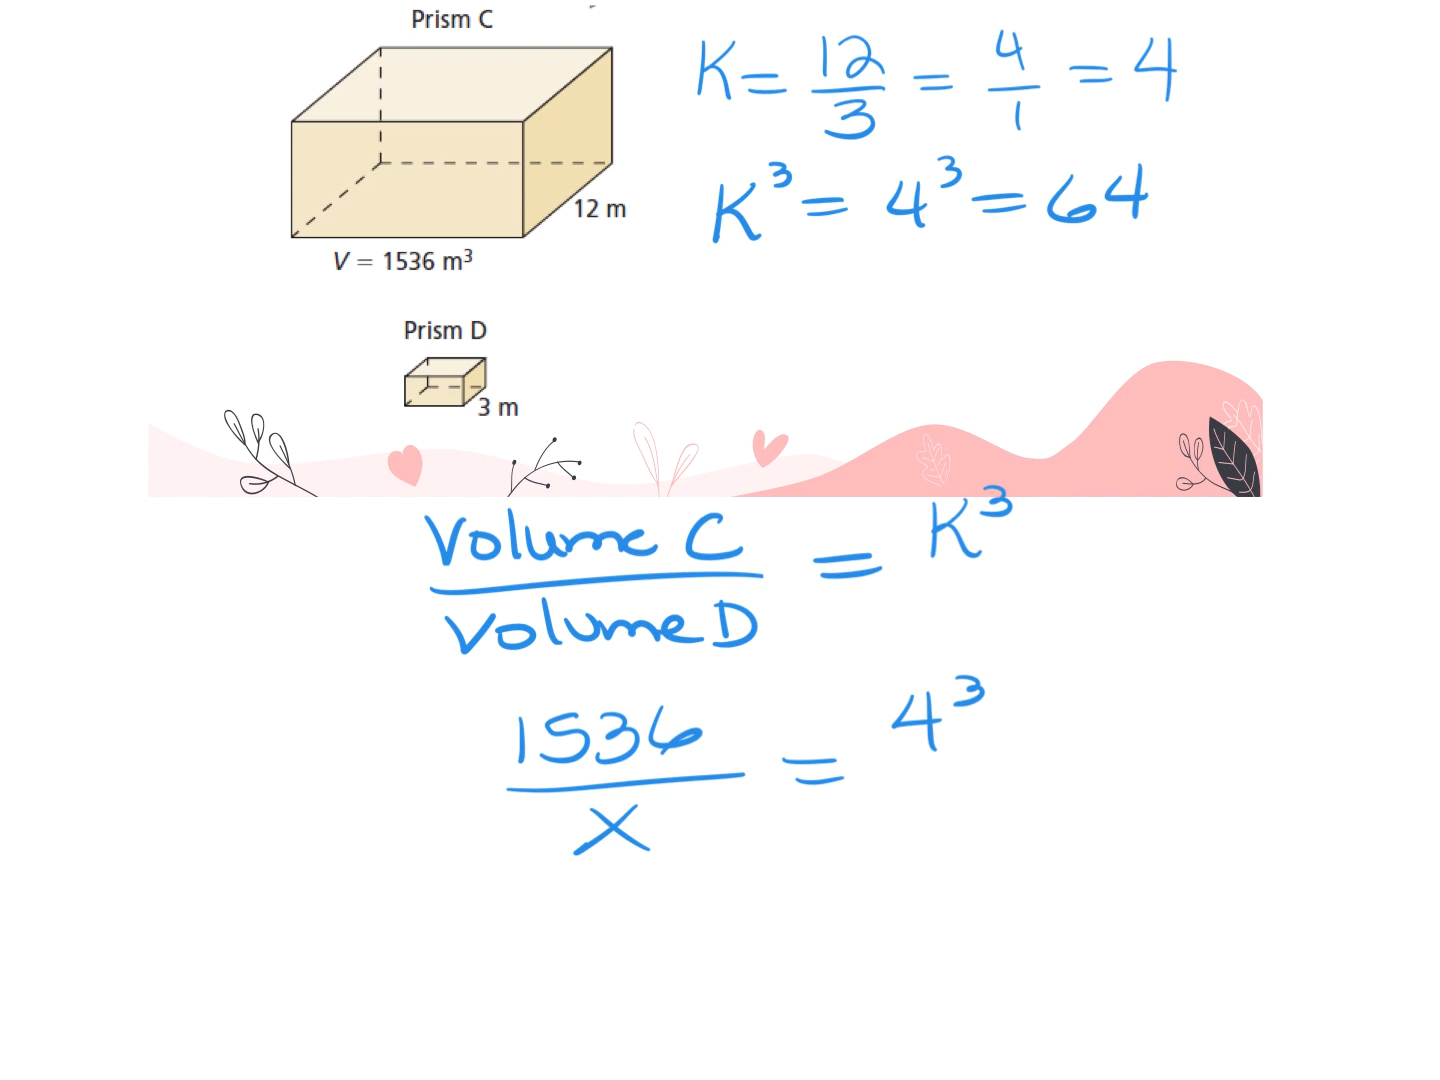 Prism C
K = 12/3 = 4/1 = 4
K³ = 4³ = 64
12 m
V = 1536 m³
Prism D
3 m
Volume C / Volume D = K³
1536 / X = 4³